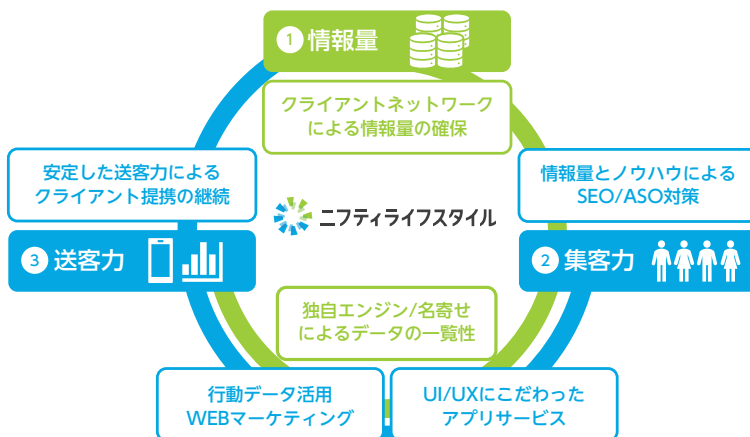 1 情報量
クライアントネットワーク
による情報量の確保
安定した送客力による
クライアント提携の継続
情報量とノウハウによる
SEO/ASO対策
ニフティライフスタイル
3 送客力
2 集客力
独自エンジン/名寄せ
によるデータの一覧性
行動データ活用
WEBマーケティング
UI/UXにこだわった
アプリサービス